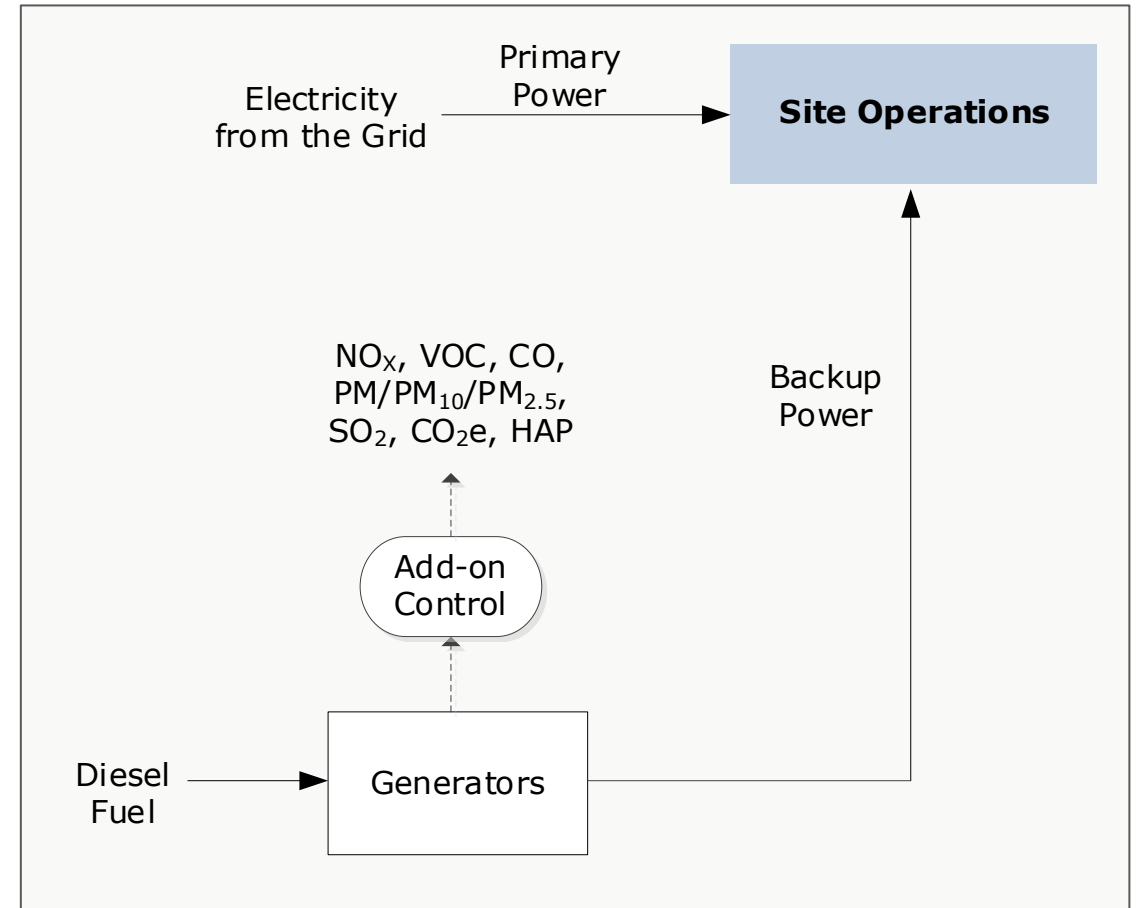 Primary
Power
Electricity
from the Grid
Site Operations
NOₓ, VOC, CO,
PM/PM₁₀/PM₂.₅,
SO₂, CO₂e, HAP
Backup
Power
Add-on
Control
Diesel
Fuel
Generators